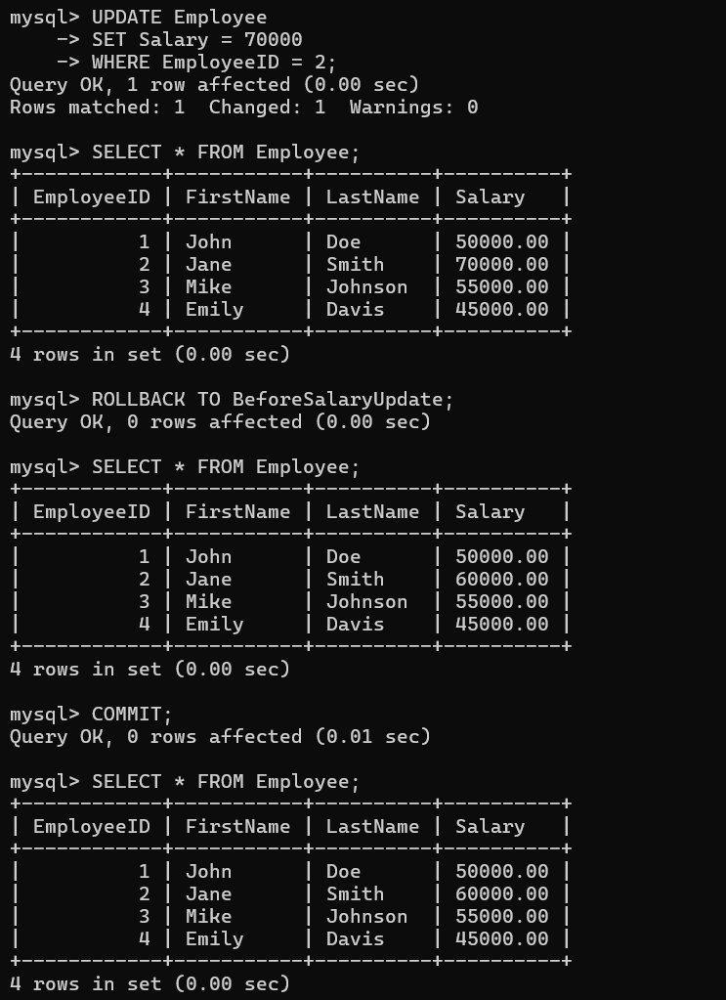 mysql> UPDATE Employee
    -> SET Salary = 70000
    -> WHERE EmployeeID = 2;
Query OK, 1 row affected (0.00 sec)
Rows matched: 1  Changed: 1  Warnings: 0

mysql> SELECT * FROM Employee;
+------------+-----------+----------+----------+
| EmployeeID | FirstName | LastName | Salary   |
+------------+-----------+----------+----------+
|          1 | John      | Doe      | 50000.00 |
|          2 | Jane      | Smith    | 70000.00 |
|          3 | Mike      | Johnson  | 55000.00 |
|          4 | Emily     | Davis    | 45000.00 |
+------------+-----------+----------+----------+
4 rows in set (0.00 sec)

mysql> ROLLBACK TO BeforeSalaryUpdate;
Query OK, 0 rows affected (0.00 sec)

mysql> SELECT * FROM Employee;
+------------+-----------+----------+----------+
| EmployeeID | FirstName | LastName | Salary   |
+------------+-----------+----------+----------+
|          1 | John      | Doe      | 50000.00 |
|          2 | Jane      | Smith    | 60000.00 |
|          3 | Mike      | Johnson  | 55000.00 |
|          4 | Emily     | Davis    | 45000.00 |
+------------+-----------+----------+----------+
4 rows in set (0.00 sec)

mysql> COMMIT;
Query OK, 0 rows affected (0.01 sec)

mysql> SELECT * FROM Employee;
+------------+-----------+----------+----------+
| EmployeeID | FirstName | LastName | Salary   |
+------------+-----------+----------+----------+
|          1 | John      | Doe      | 50000.00 |
|          2 | Jane      | Smith    | 60000.00 |
|          3 | Mike      | Johnson  | 55000.00 |
|          4 | Emily     | Davis    | 45000.00 |
+------------+-----------+----------+----------+
4 rows in set (0.00 sec)